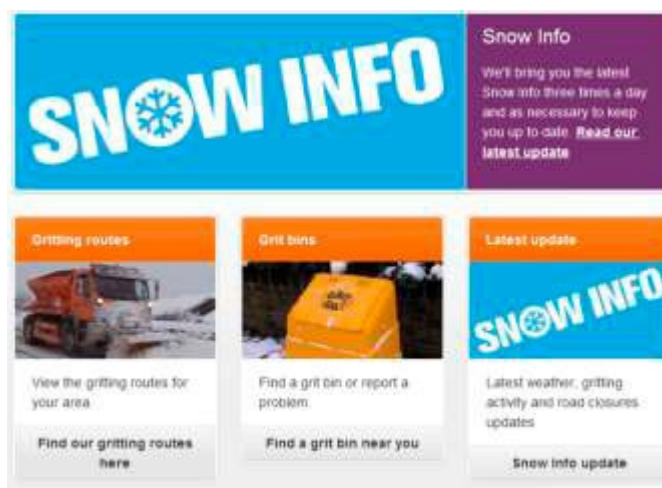 SNOW INFO
Snow Info
We'll bring you the latest
Snow Info three times a day
and as necessary to keep
you up to date. Read our
latest update
Gritting routes
Grit bins
Latest update
SNOW INFO
View the gritting routes for
your area
Find our gritting routes
here
Find a grit bin or report a
problem
Find a grit bin near you
Latest weather, gritting
activity and road closures
updates
Snow Info update